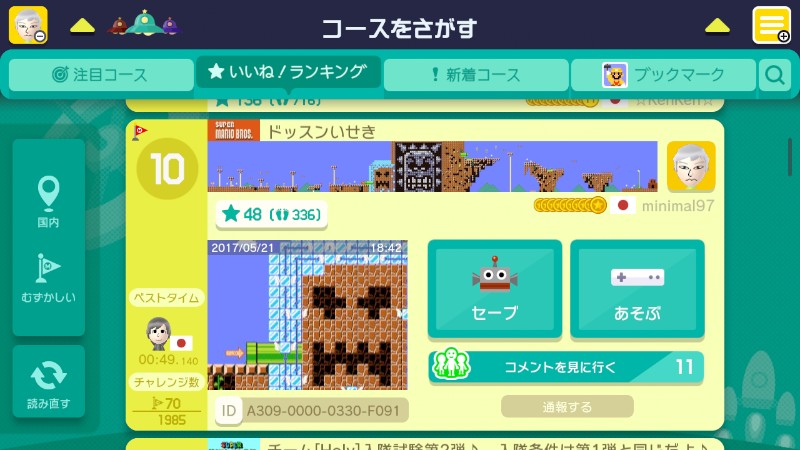 コースをさがす
注目コース
いいね!/ランキング
! 新着コース
ブックマーク
SUPER
MARIO BROS.
ドッスンいせき
10
48 (336)
minimal97
国内
むずかしい
読み直す
ベストタイム
00:49.140
チャレンジ数
70
1985
2017/05/21 18:42
ID A309-0000-0330-F091
セーブ
あそぶ
コメントを見に行く 11
通報する